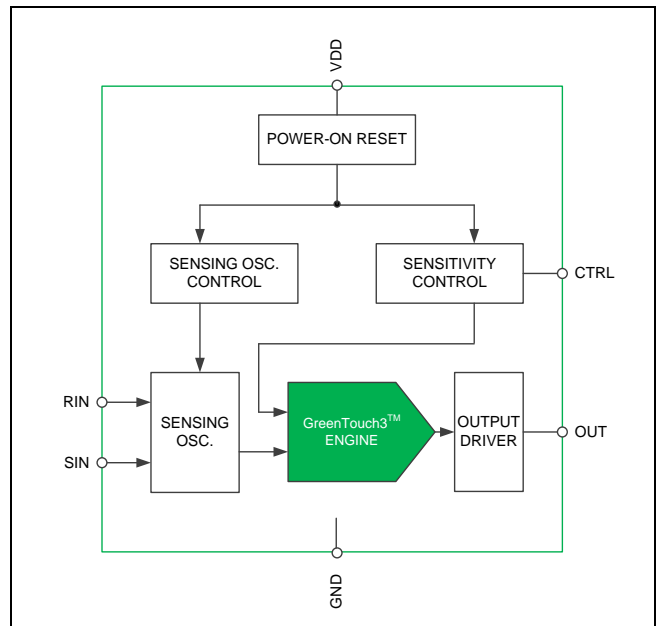 VDD
POWER-ON RESET
SENSING OSC.
CONTROL
SENSITIVITY
CONTROL
CTRL
RIN
SIN
SENSING
OSC.
GreenTouch3TM
ENGINE
OUTPUT
DRIVER
OUT
GND